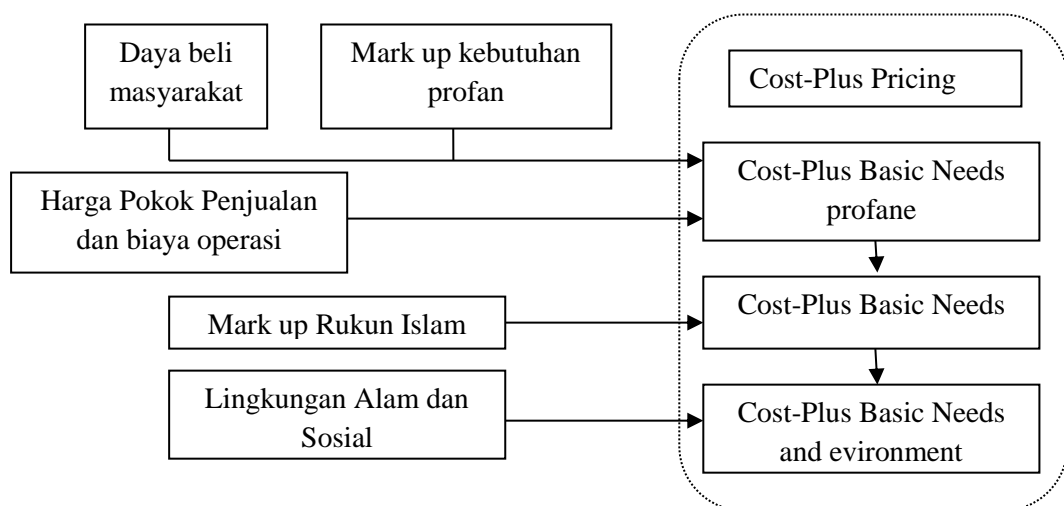 Daya beli
masyarakat
Mark up kebutuhan
profan
Cost-Plus Pricing
Harga Pokok Penjualan
dan biaya operasi
Cost-Plus Basic Needs
profane
Mark up Rukun Islam
Cost-Plus Basic Needs
Lingkungan Alam dan
Sosial
Cost-Plus Basic Needs
and evironment